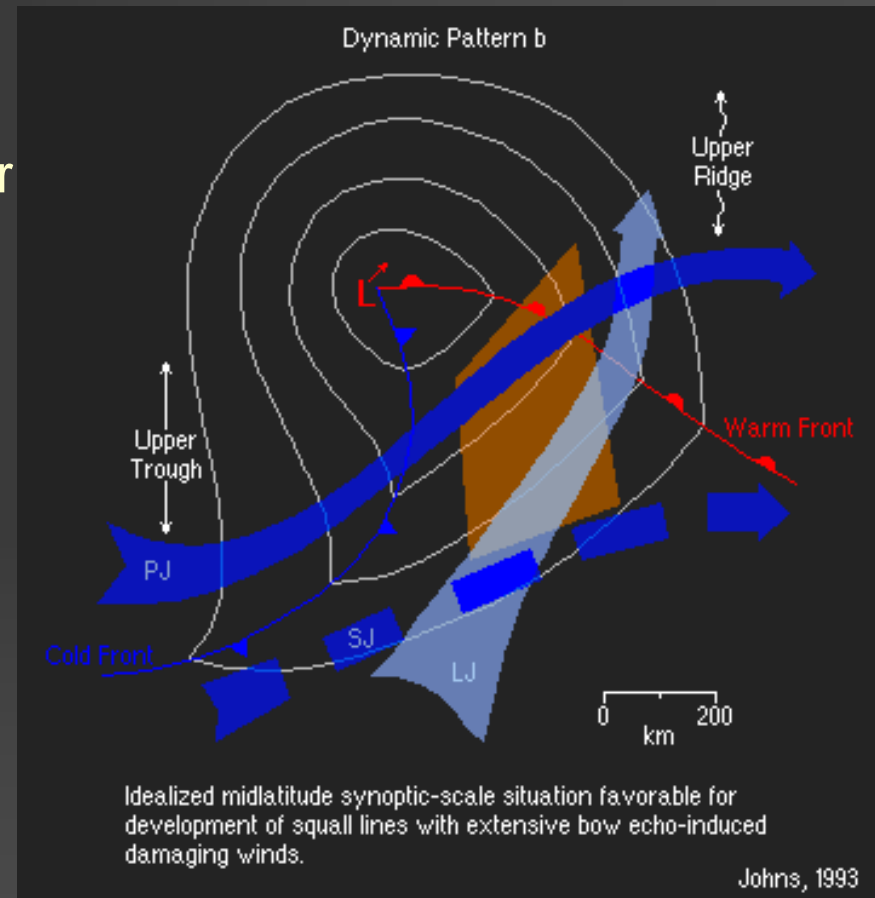 Dynamic Pattern b
r
Upper
Ridge
L
Upper
Trough
Warm Front
PJ
SJ
Cold Front
LJ
0 200
km
Idealized midlatitude synoptic-scale situation favorable for
development of squall lines with extensive bow echo-induced
damaging winds.
Johns, 1993